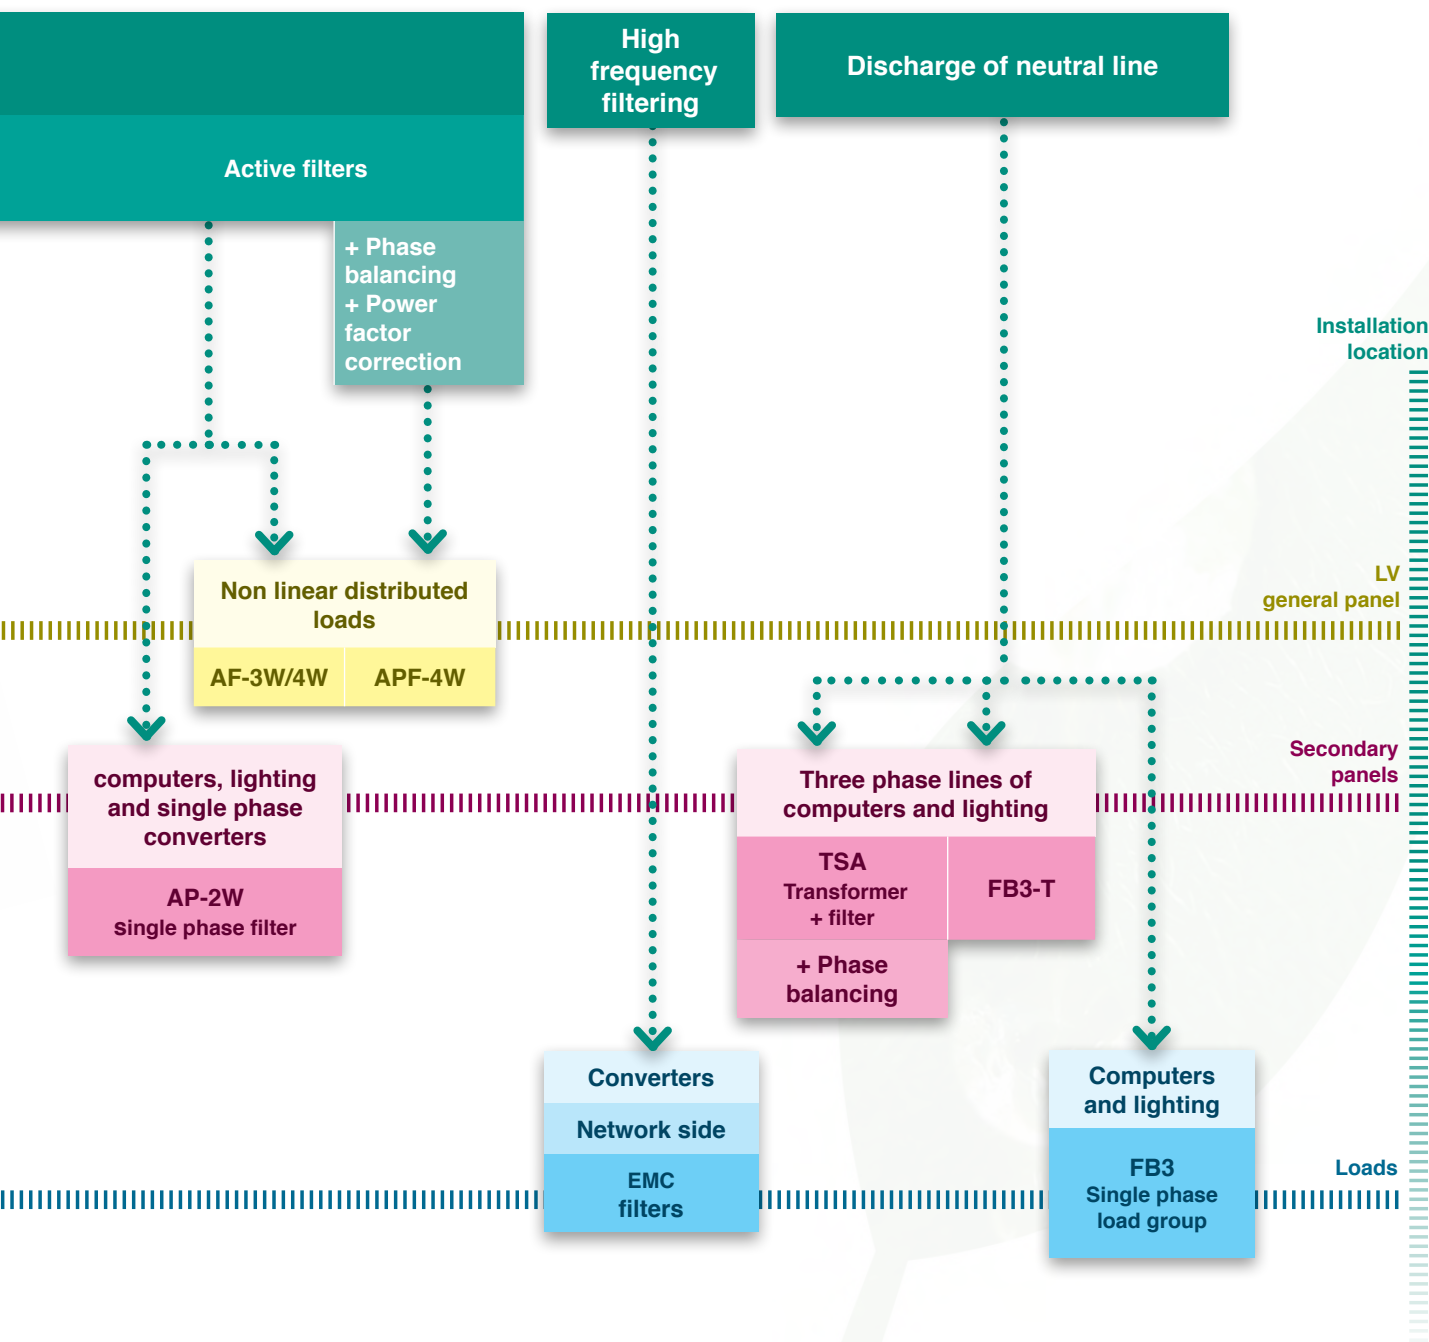 High
frequency
filtering
Discharge of neutral line
Active filters
+ Phase
balancing
+ Power
factor
correction
Installation
location
LV
general panel
Non linear distributed
loads
AF-3W/4W
APF-4W
Secondary
panels
computers, lighting
and single phase
converters
AP-2W
single phase filter
Three phase lines of
computers and lighting
TSA
Transformer
+ filter
FB3-T
+ Phase
balancing
Converters
Network side
EMC
filters
Computers
and lighting
FB3
Single phase
load group
Loads